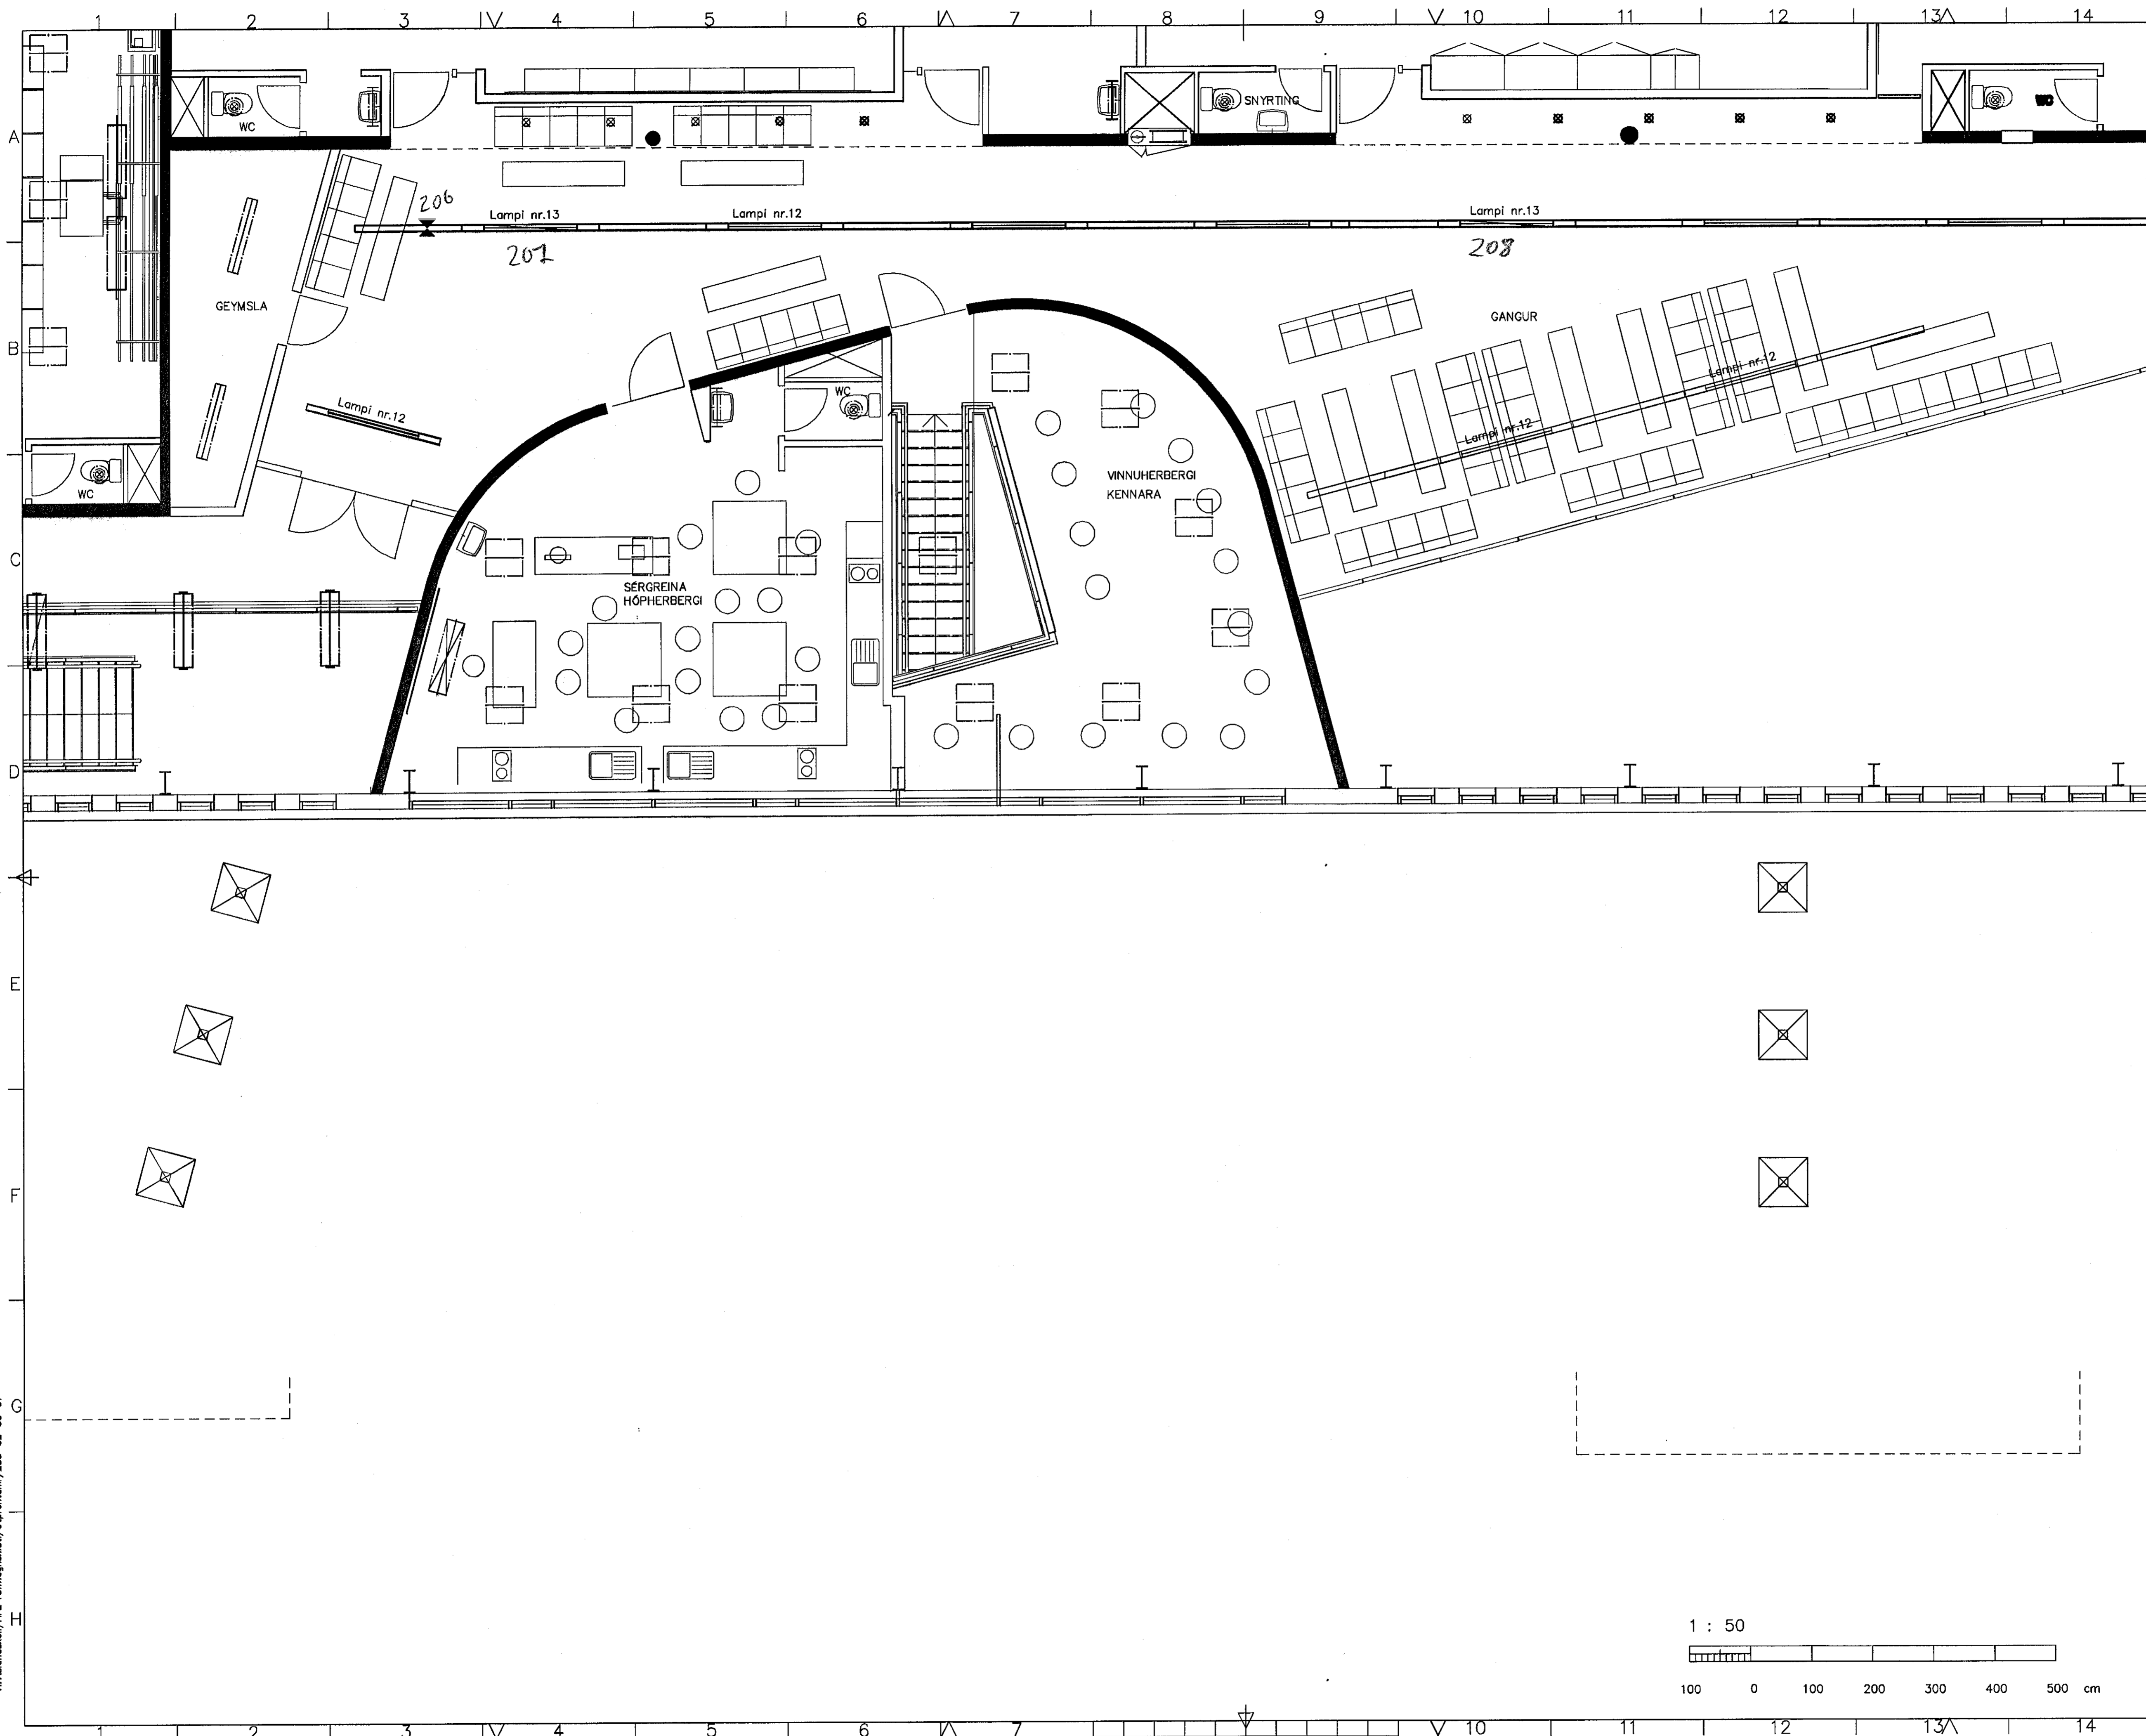 1 2 3 4 5 6 7 8 9 10 11 12 13 14
A
SNYRTING
WC
WC
206
Lampi nr.13
Lampi nr.12
Lampi nr.13
207
208
GEYMSLA
GANGUR
B
Lampi nr.12
WC
Lampi nr.12
Lampi nr.12
WC
VINNUHERBERGI
KENNARA
C
SÉRGREINA
HÓPHERBERGI
D
E
F
G
H
1 : 50
100 0 100 200 300 400 500 cm
1 2 3 4 5 6 7 10 11 12 13 14